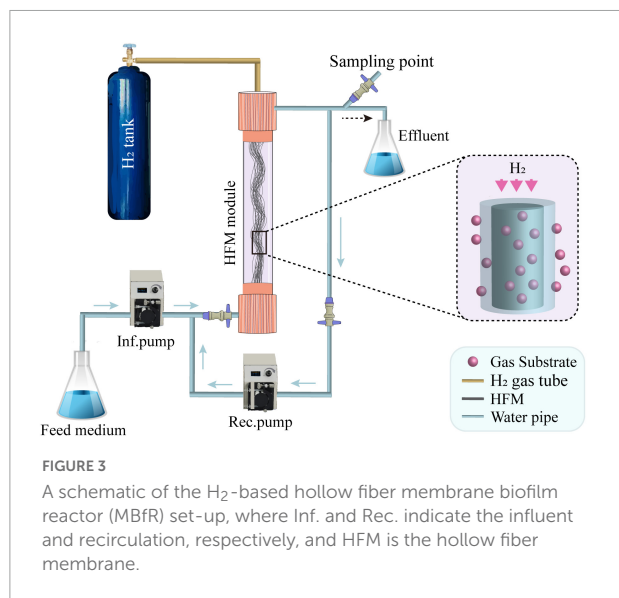 Sampling point
H₂ tank
Effluent
HFM module
H₂
Inf.pump
Feed medium
Rec.pump
Gas Substrate
H₂ gas tube
HFM
Water pipe
FIGURE 3
A schematic of the H₂-based hollow fiber membrane biofilm
reactor (MBfR) set-up, where Inf. and Rec. indicate the influent
and recirculation, respectively, and HFM is the hollow fiber
membrane.